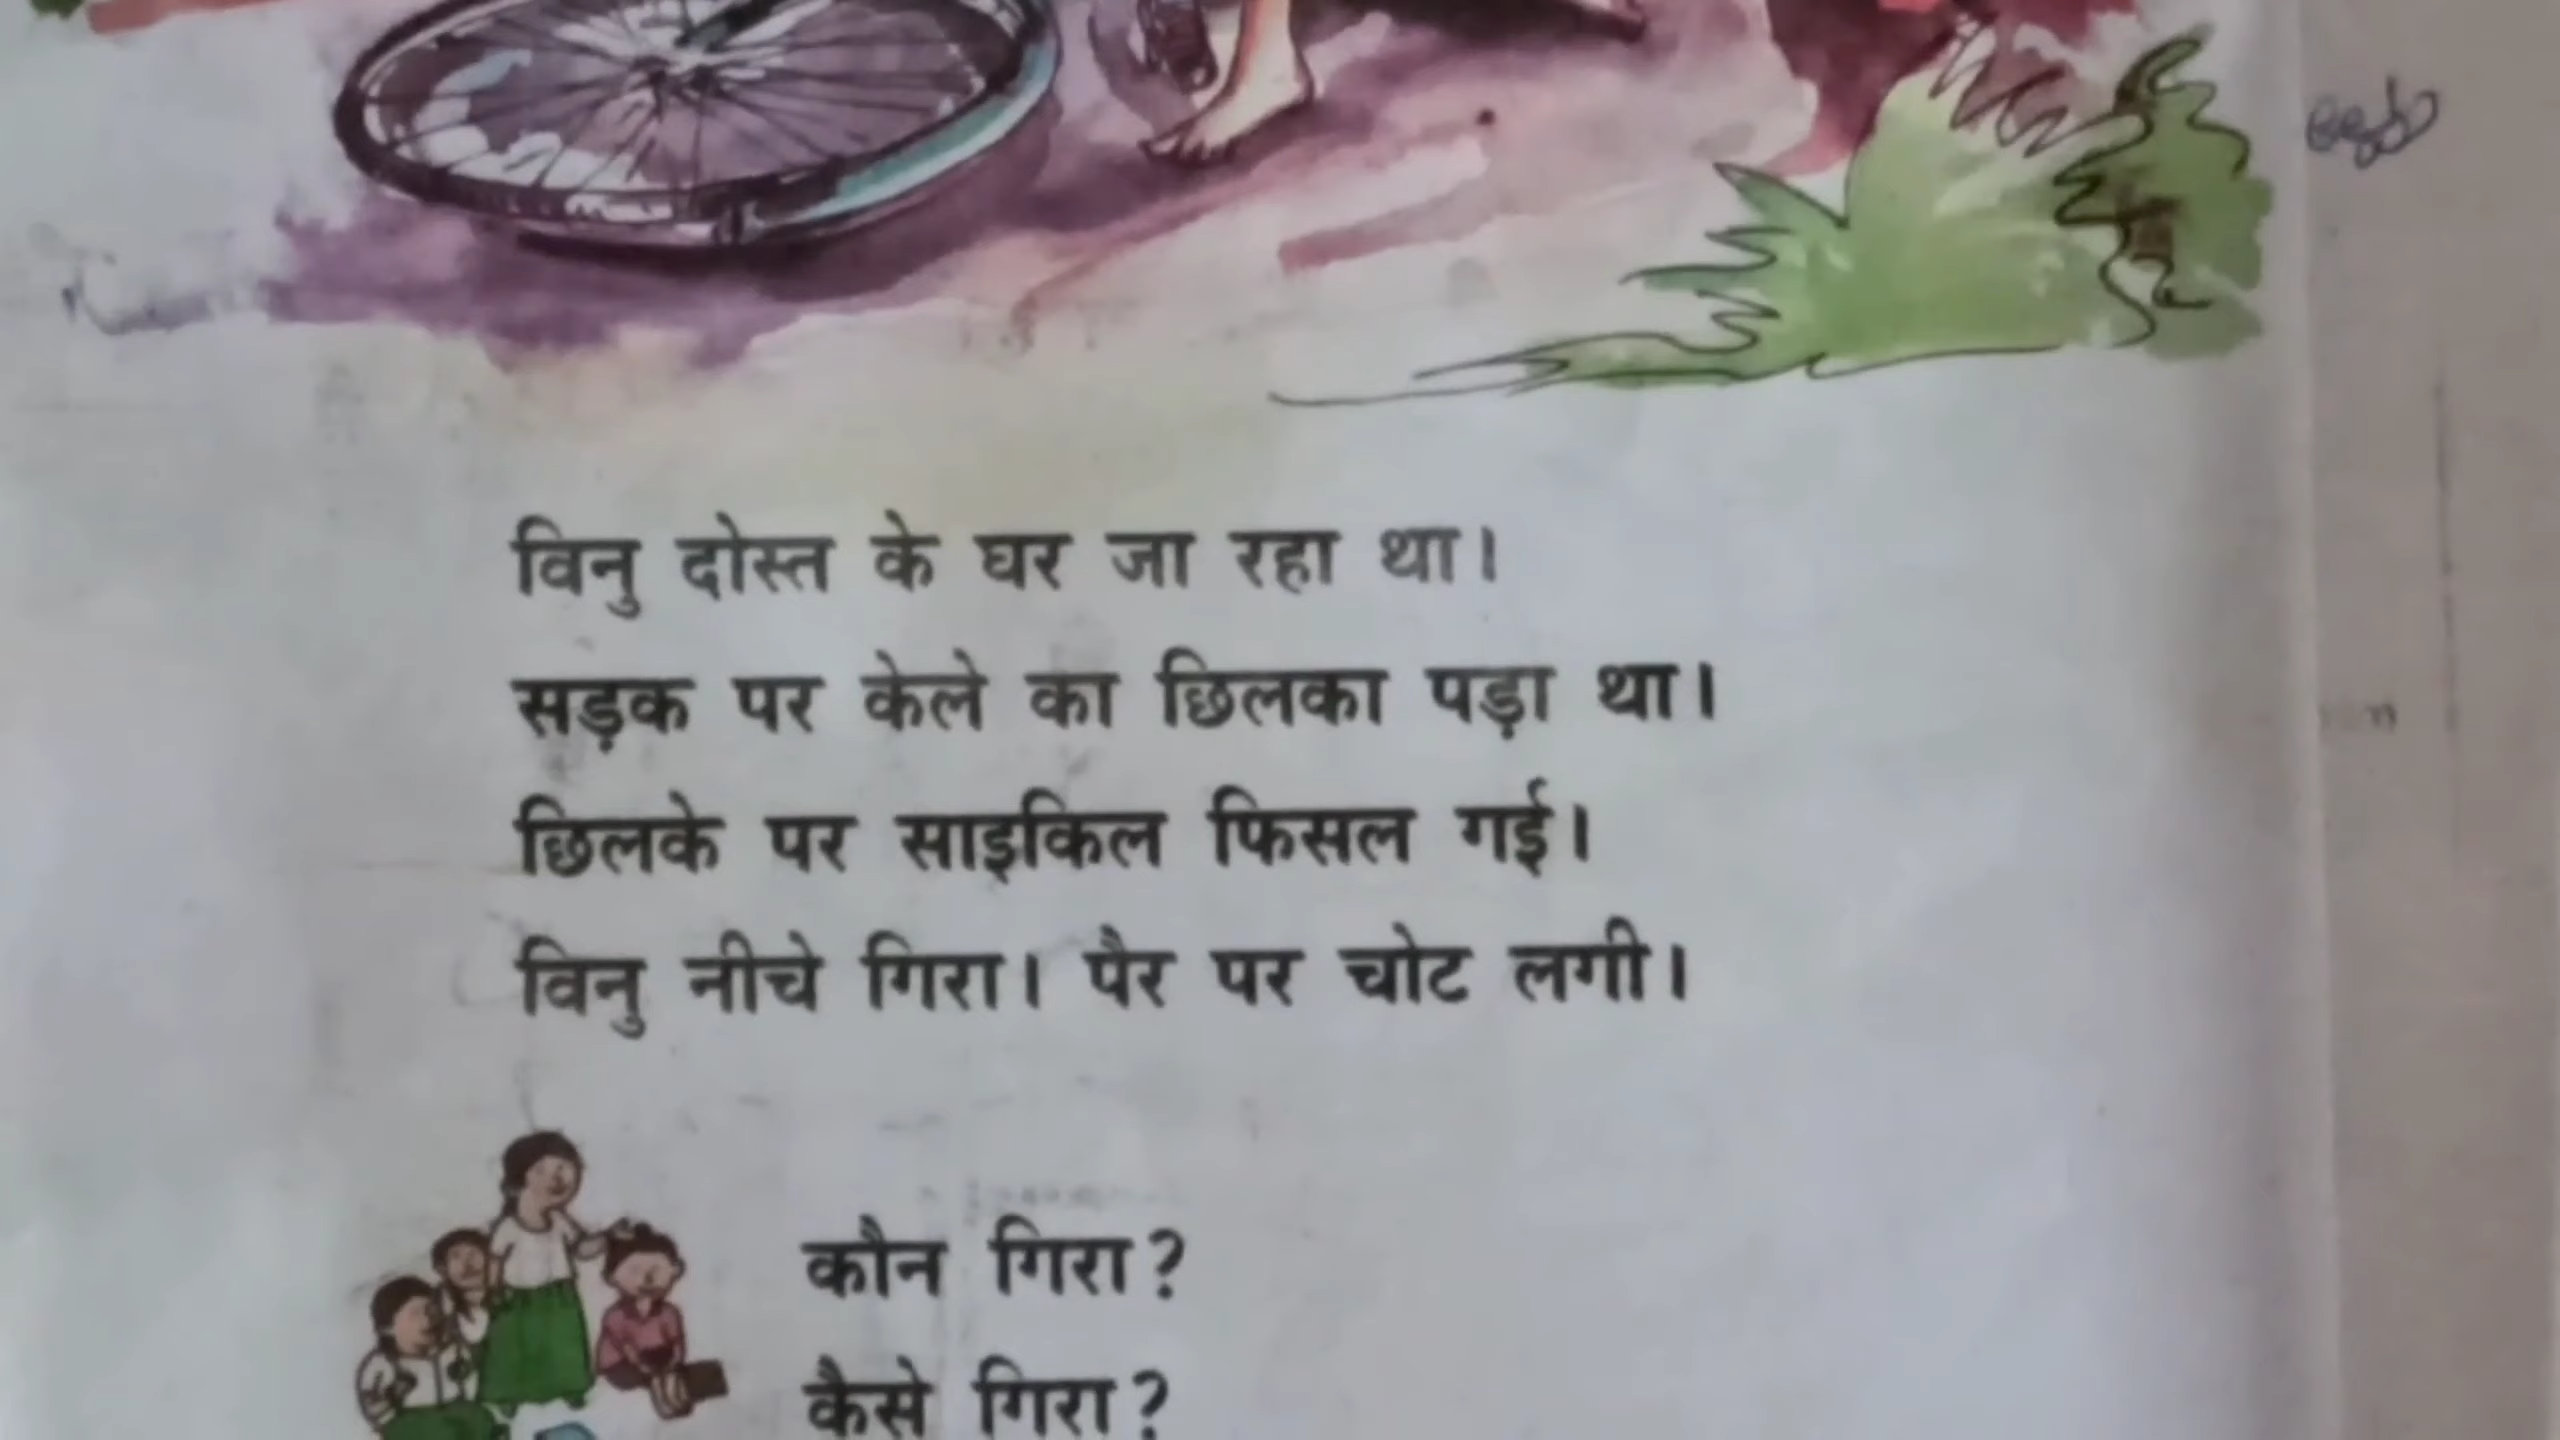 विनु दोस्त के घर जा रहा था।
सड़क पर केले का छिलका पड़ा था।
छिलके पर साइकिल फिसल गई।
विनु नीचे गिरा। पैर पर चोट लगी।
कौन गिरा?
कैसे गिरा?